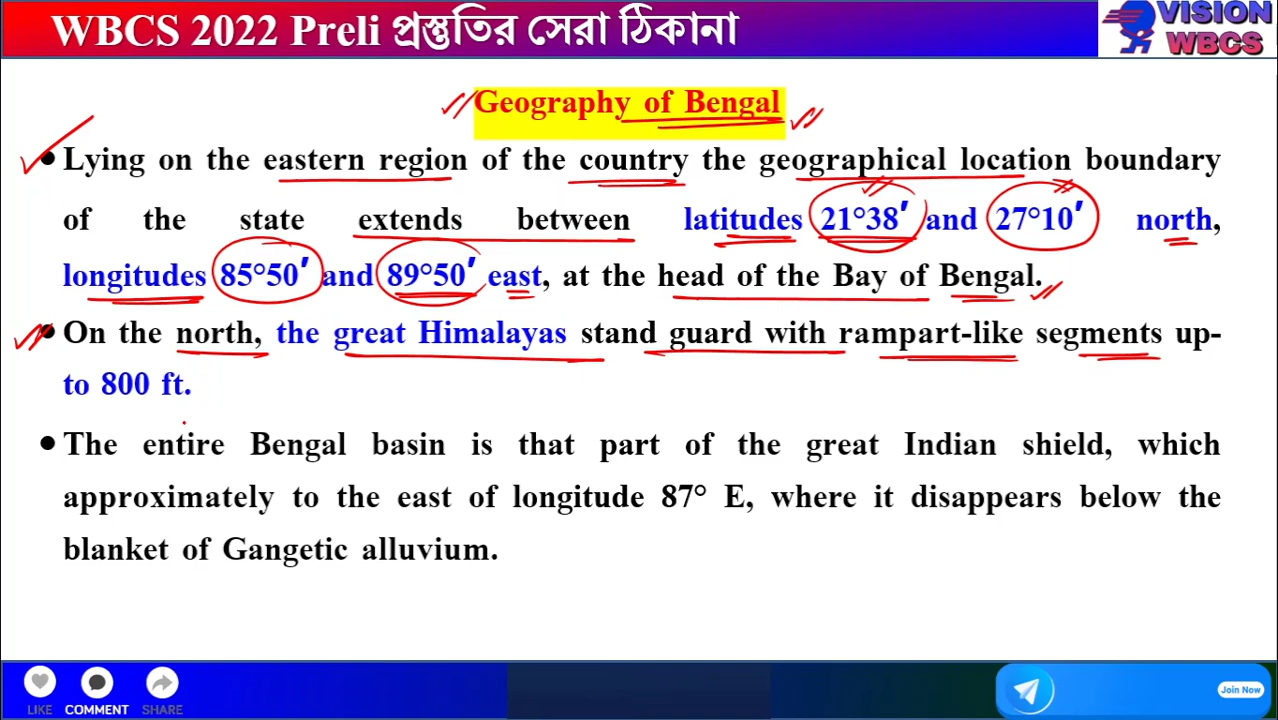 WBCS 2022 Preli প্রস্তুতির সেরা ঠিকানা
VISION
WBCS
Geography of Bengal
• Lying on the eastern region of the country the geographical location boundary
of the state extends between latitudes 21°38′ and 27°10′ north,
longitudes 85°50′ and 89°50′ east, at the head of the Bay of Bengal.
• On the north, the great Himalayas stand guard with rampart-like segments up-
to 800 ft.
• The entire Bengal basin is that part of the great Indian shield, which
approximately to the east of longitude 87° E, where it disappears below the
blanket of Gangetic alluvium.
LIKE COMMENT SHARE
Join Now